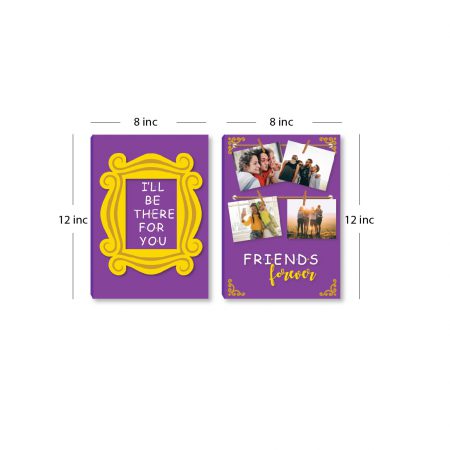 8 inc
8 inc
12 inc
12 inc
I'LL
BE
THERE
FOR
YOU
FRIENDS
forever